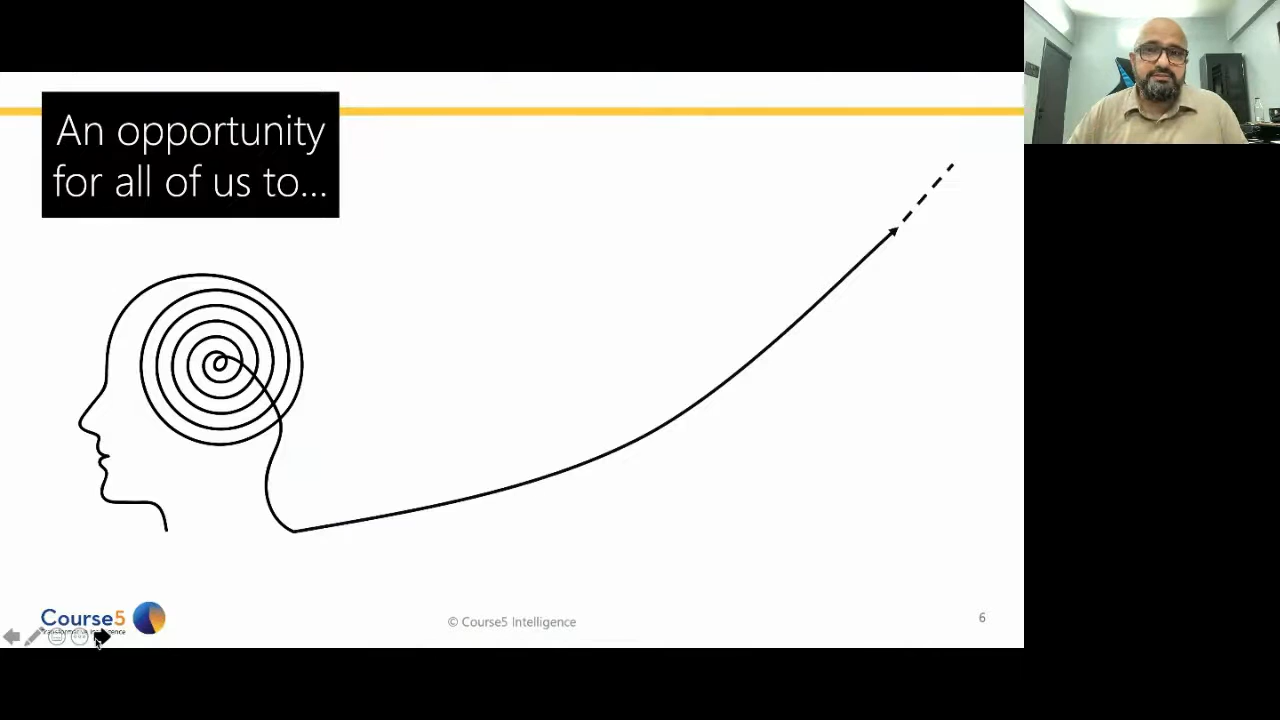 An opportunity
for all of us to...
Course5
© Course5 Intelligence
6